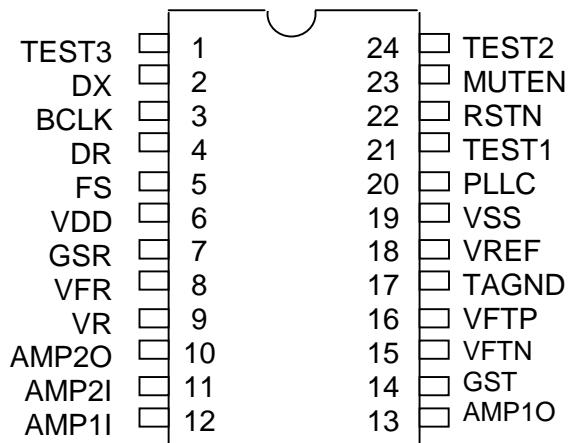 TEST3 1 24 TEST2
DX 2 23 MUTEN
BCLK 3 22 RSTN
DR 4 21 TEST1
FS 5 20 PLLC
VDD 6 19 VSS
GSR 7 18 VREF
VFR 8 17 TAGND
VR 9 16 VFTP
AMP2O 10 15 VFTN
AMP2I 11 14 GST
AMP1I 12 13 AMP1O